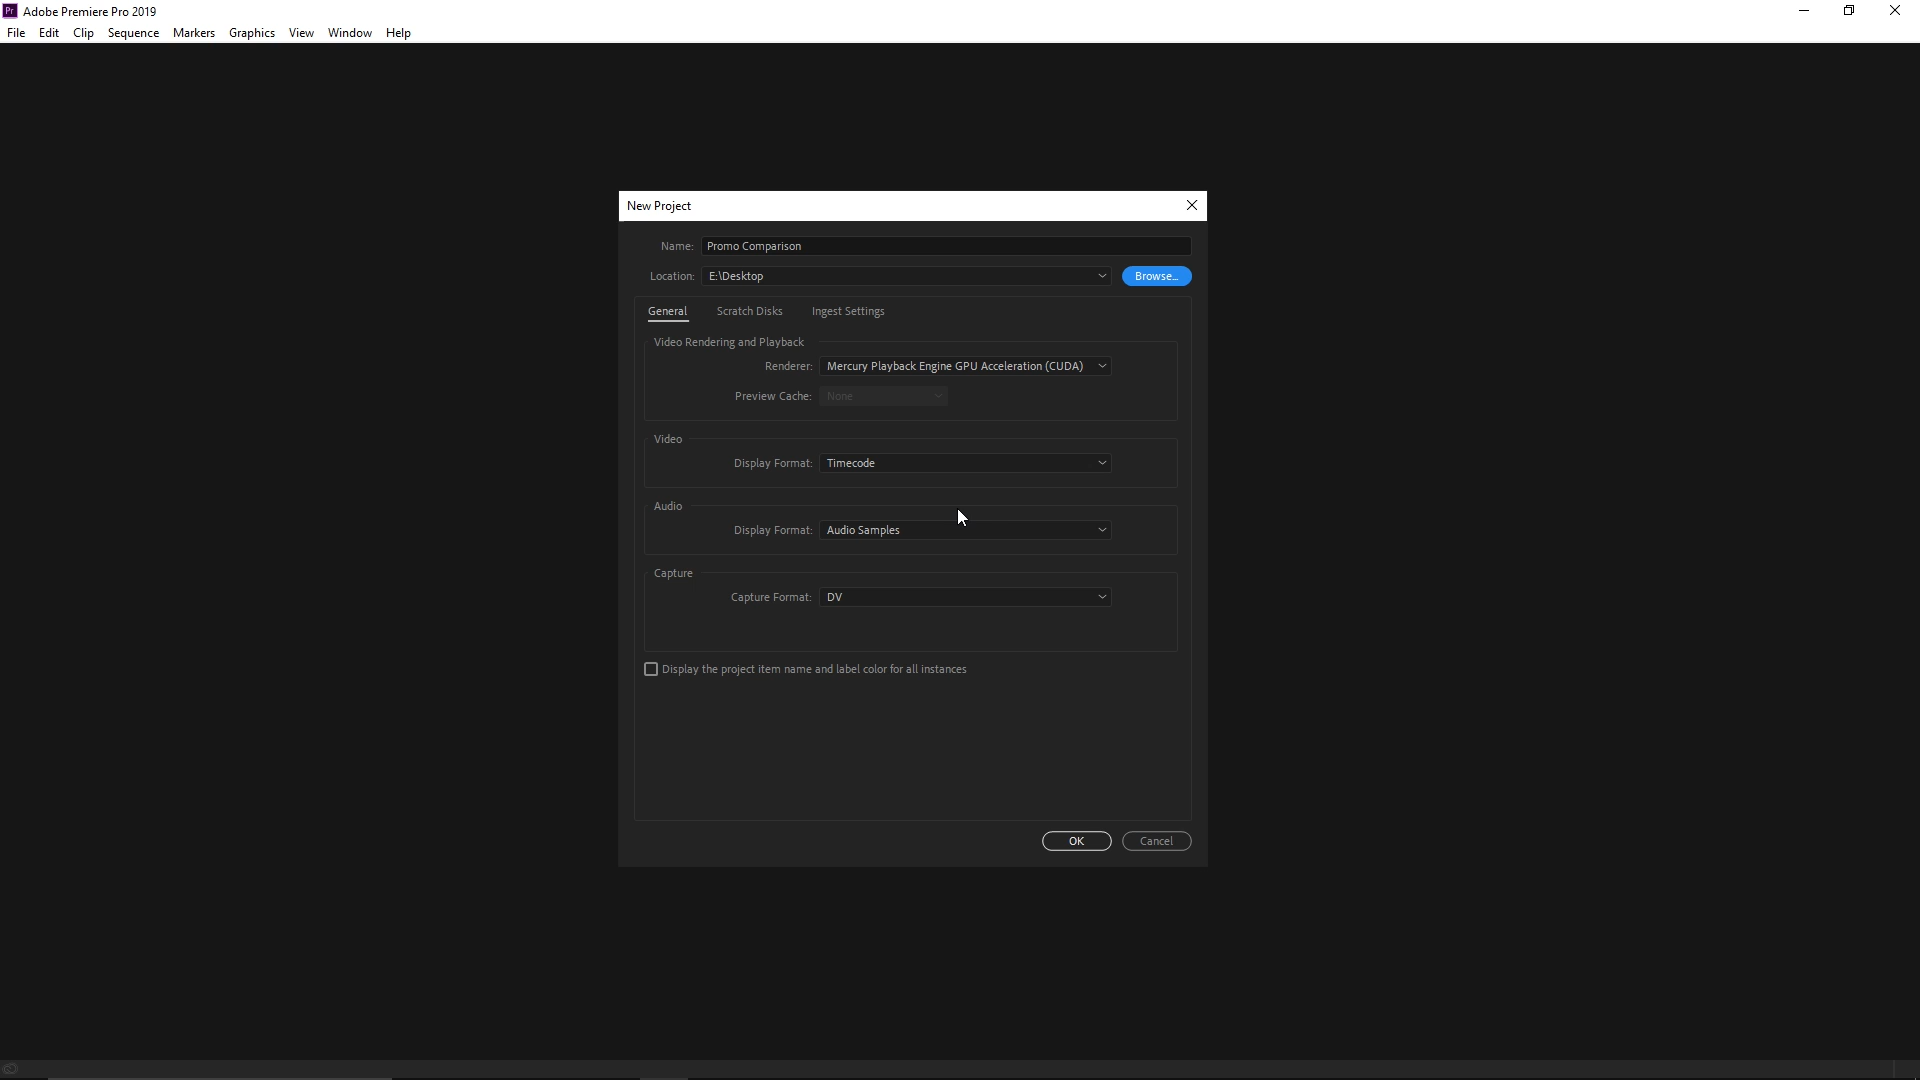 Pr Adobe Premiere Pro 2019
File Edit Clip Sequence Markers Graphics View Window Help
New Project
Name: Promo Comparison
Location: E:\Desktop Browse...
General Scratch Disks Ingest Settings
Video Rendering and Playback
Renderer: Mercury Playback Engine GPU Acceleration (CUDA)
Preview Cache: None
Video
Display Format: Timecode
Audio
Display Format: Audio Samples
Capture
Capture Format: DV
Display the project item name and label color for all instances
OK Cancel